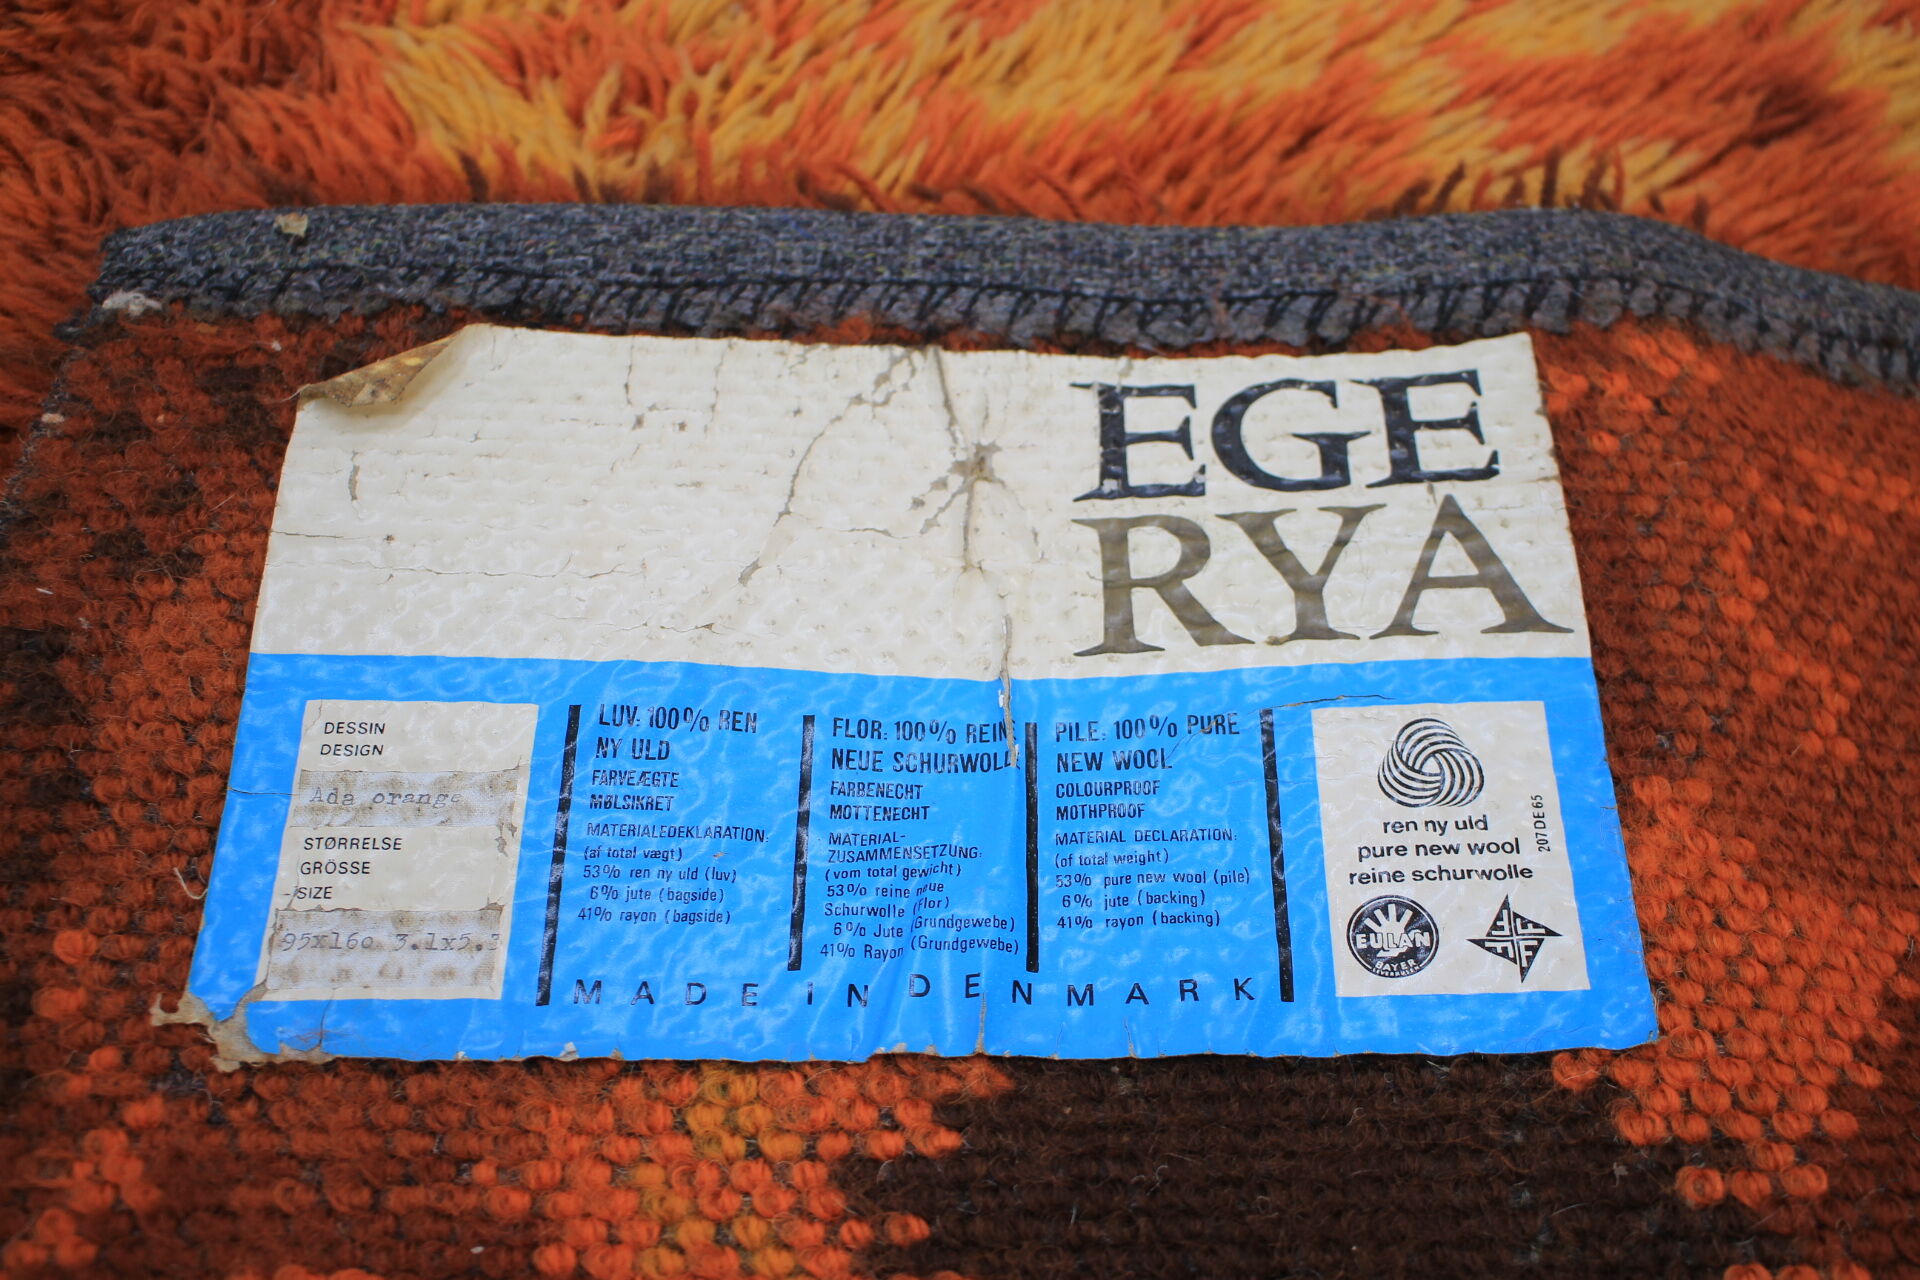 EGE
RYA
DESSIN
DESIGN
Ada orange
STØRRELSE
GRÖSSE
SIZE
95x160 3.1x5.3
LUV: 100% REN
NY ULD
FARVEÆGTE
MØLSIKRET
MATERIALEDEKLARATION:
(af total vægt)
53% ren ny uld (luv)
6% jute (bagside)
41% rayon (bagside)
FLOR: 100% REINE
NEUE SCHURWOLLE
FARBENECHT
MOTTENECHT
MATERIAL-
ZUSAMMENSETZUNG:
(vom total gewicht)
53% reine neue
Schurwolle (Flor)
6% Jute (Grundgewebe)
41% Rayon (Grundgewebe)
PILE: 100% PURE
NEW WOOL
COLOURPROOF
MOTHPROOF
MATERIAL DECLARATION:
(of total weight)
53% pure new wool (pile)
6% jute (backing)
41% rayon (backing)
MADE IN DENMARK
ren ny uld
pure new wool
reine schurwolle
207DE65
EULAN
BAYER
LEVERKUSEN